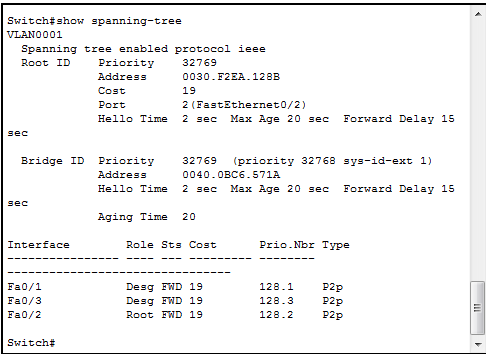 Switch#show spanning-tree
VLAN0001
  Spanning tree enabled protocol ieee
  Root ID    Priority    32769
             Address     0030.F2EA.128B
             Cost        19
             Port        2(FastEthernet0/2)
             Hello Time  2 sec  Max Age 20 sec  Forward Delay 15
sec

  Bridge ID  Priority    32769  (priority 32768 sys-id-ext 1)
             Address     0040.0BC6.571A
             Hello Time  2 sec  Max Age 20 sec  Forward Delay 15
sec
             Aging Time  20

Interface        Role Sts Cost      Prio.Nbr Type
---------------- ---- --- --------- --------
--------------------------------
Fa0/1            Desg FWD 19        128.1    P2p
Fa0/3            Desg FWD 19        128.3    P2p
Fa0/2            Root FWD 19        128.2    P2p

Switch#